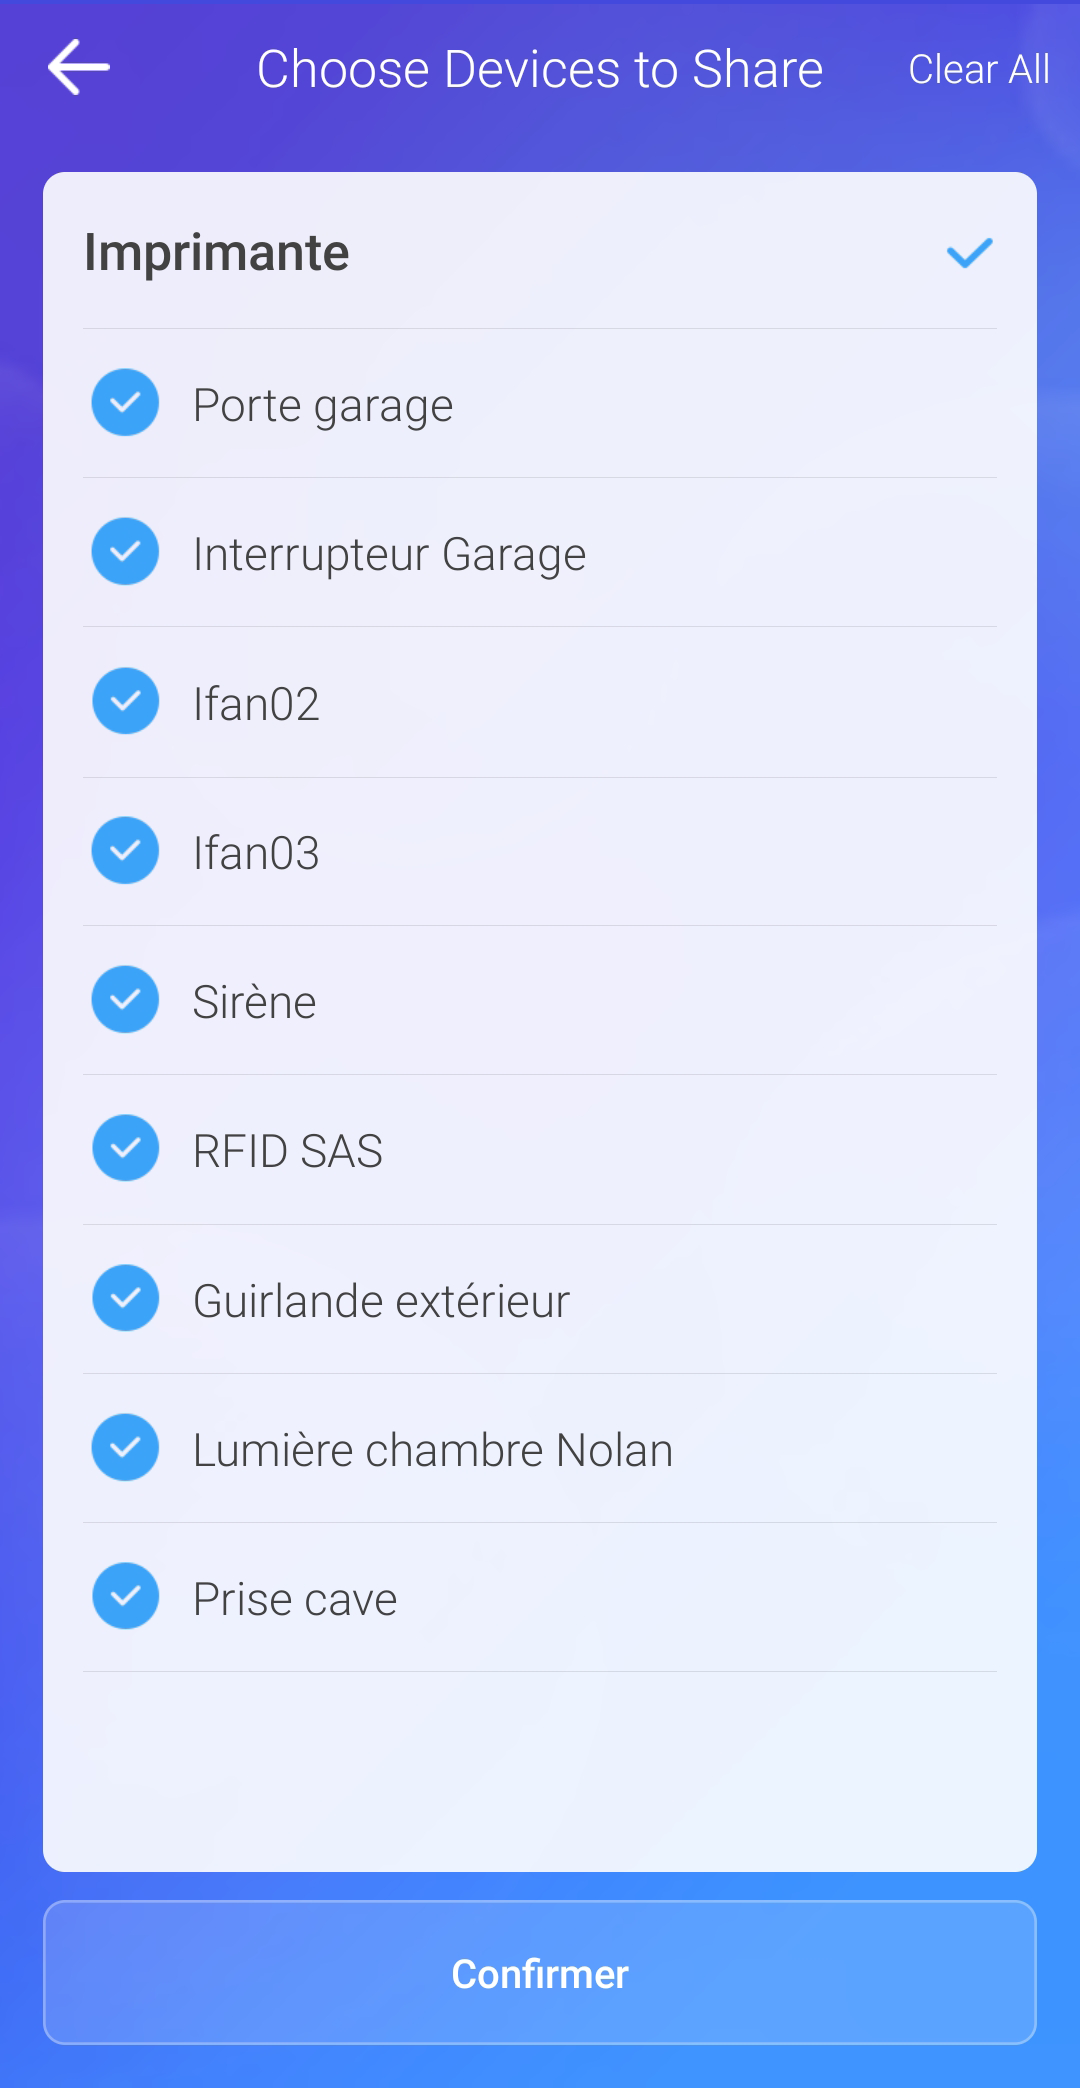 Choose Devices to Share
Clear All
Imprimante
Porte garage
Interrupteur Garage
Ifan02
Ifan03
Sirène
RFID SAS
Guirlande extérieur
Lumière chambre Nolan
Prise cave
Confirmer